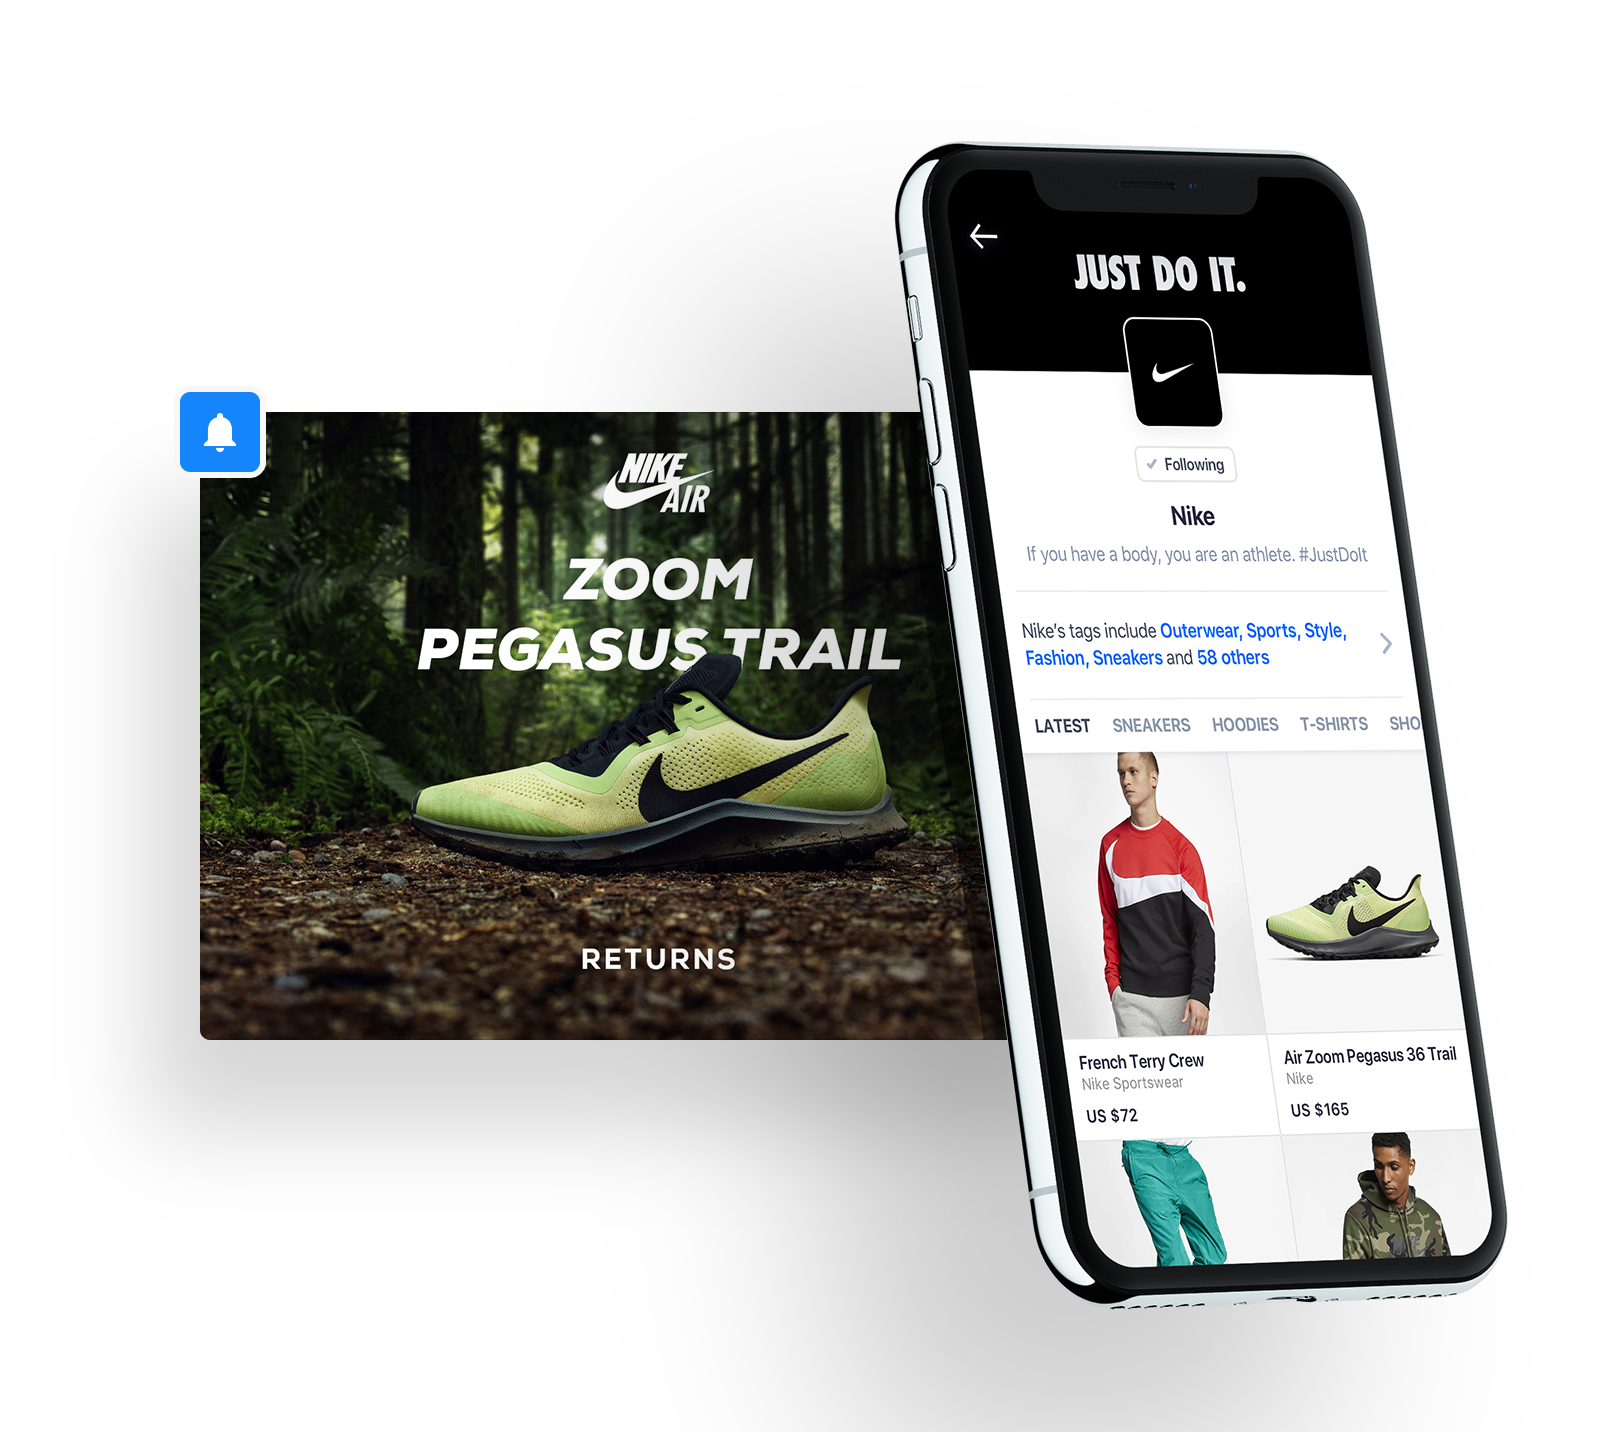 NIKE
AIR
ZOOM
PEGASUS TRAIL
RETURNS
JUST DO IT.
Following
Nike
If you have a body, you are an athlete. #JustDoIt
Nike's tags include Outerwear, Sports, Style,
Fashion, Sneakers and 58 others
LATEST SNEAKERS HOODIES T-SHIRTS SHO
French Terry Crew
Nike Sportswear
US $72
Air Zoom Pegasus 36 Trail
Nike
US $165